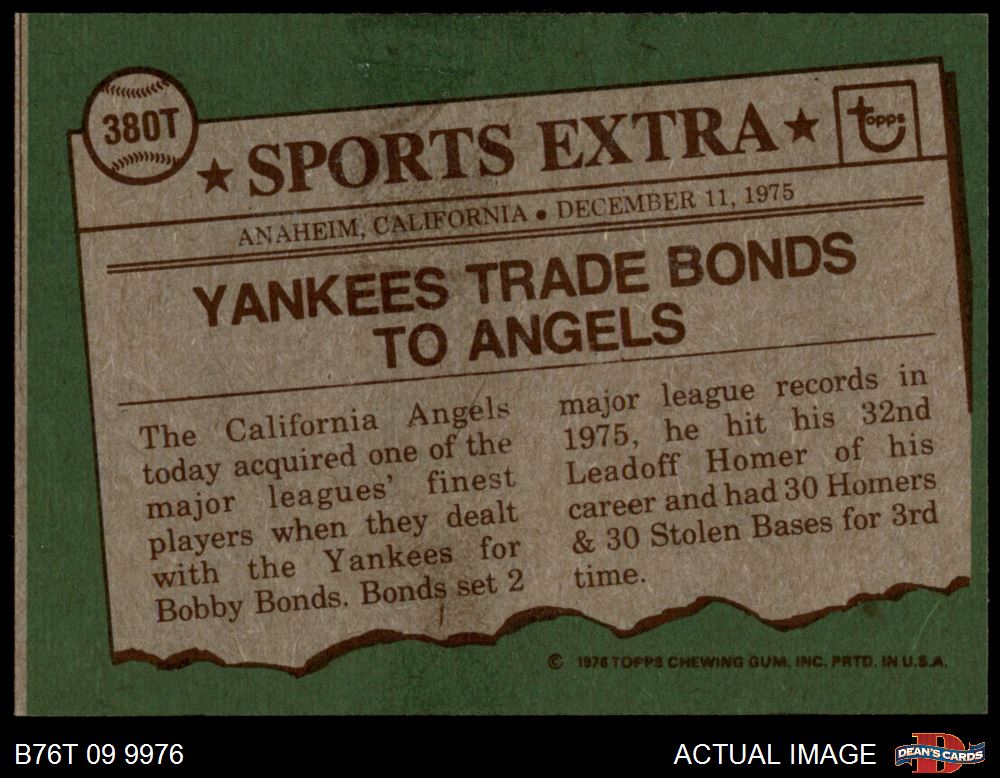 380T
★ SPORTS EXTRA ★
topps
ANAHEIM, CALIFORNIA • DECEMBER 11, 1975
YANKEES TRADE BONDS
TO ANGELS
The California Angels
today acquired one of the
major leagues' finest
players when they dealt
with the Yankees for
Bobby Bonds. Bonds set 2
major league records in
1975, he hit his 32nd
Leadoff Homer of his
career and had 30 Homers
& 30 Stolen Bases for 3rd
time.
© 1976 TOPPS CHEWING GUM, INC. PRTD. IN U.S.A.
B76T 09 9976
ACTUAL IMAGE
DEAN'S CARDS